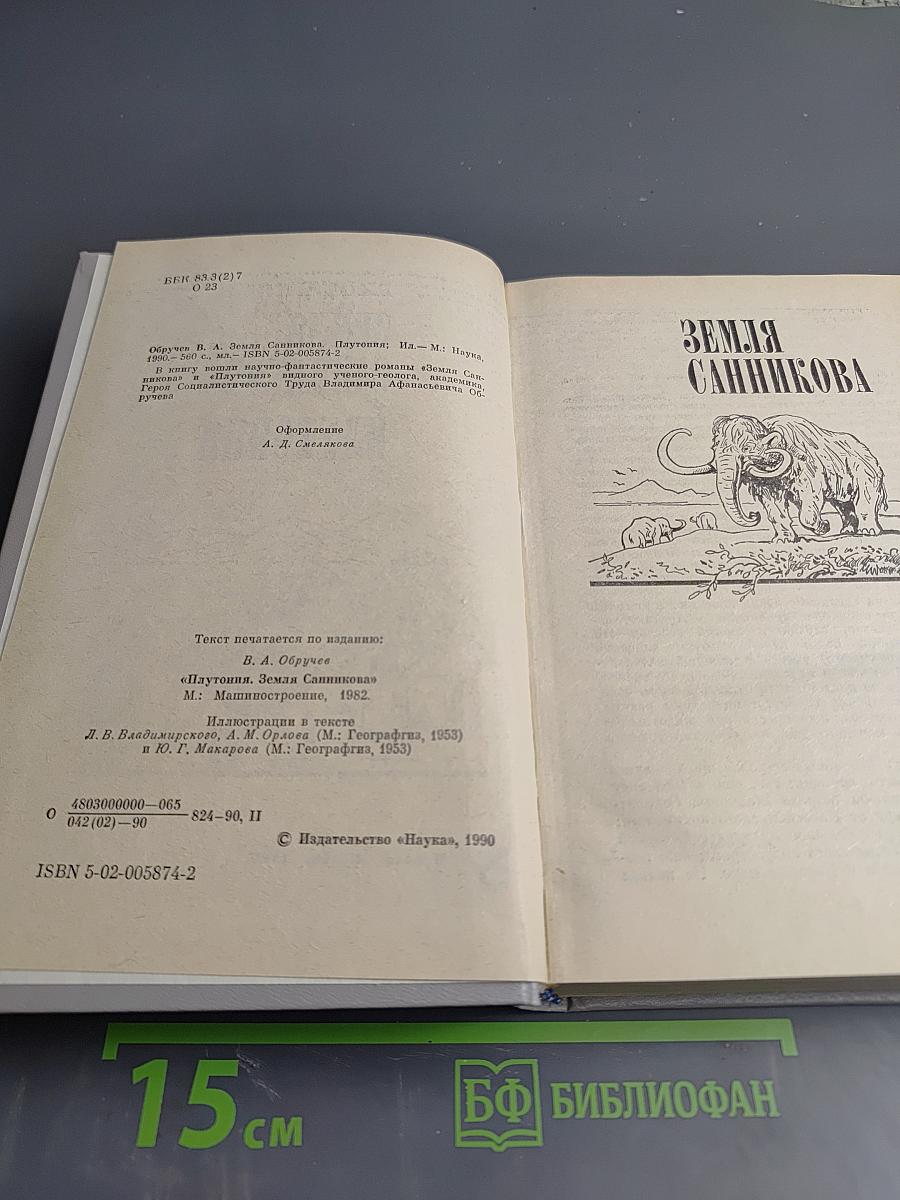 ББК 83.3(2)7
О 23
Обручев В. А. Земля Санникова. Плутония; Ил.— М.: Наука,
1990.— 560 с., мл.— ISBN 5-02-005874-2
В книгу вошли научно-фантастические романы «Земля Сан-
никова» и «Плутония» видного ученого-геолога, академика,
Героя Социалистического Труда Владимира Афанасьевича Об-
ручева
Оформление
А. Д. Смелякова
Текст печатается по изданию:
В. А. Обручев
«Плутония. Земля Санникова»
М.: Машиностроение, 1982.
Иллюстрации в тексте
Л. В. Владимирского, А. М. Орлова (М.: Географгиз, 1953)
и Ю. Г. Макарова (М.: Географгиз, 1953)
О 4803000000—065 824-90, II
042(02)—90
© Издательство «Наука», 1990
ISBN 5-02-005874-2
ЗЕМЛЯ
САННИКОВА
15 см
БФ БИБЛИОФАН